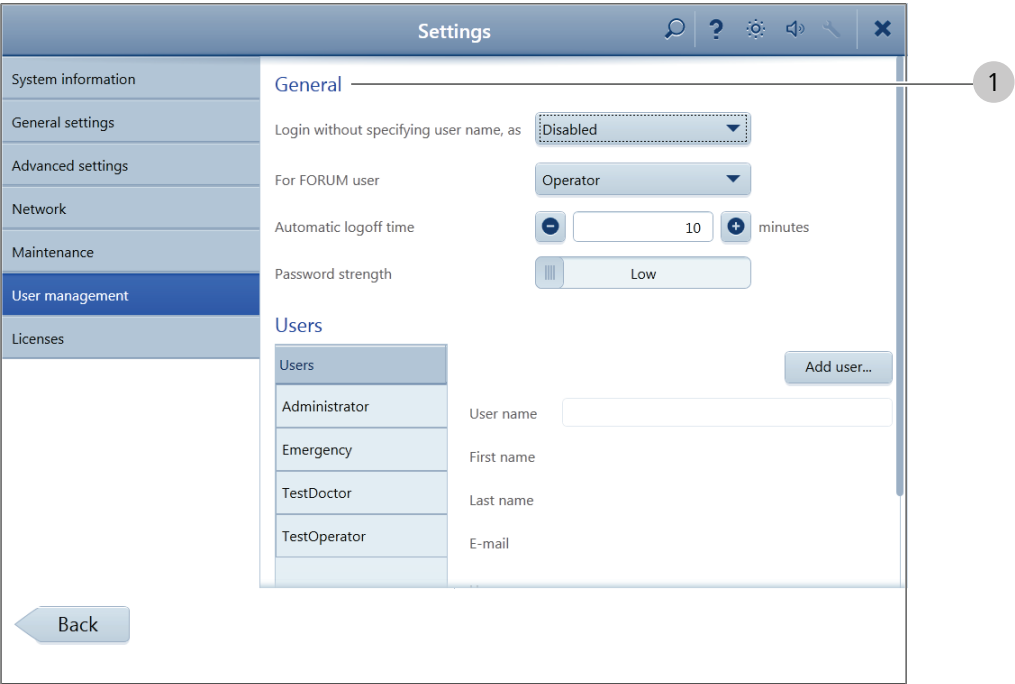 Settings
?
System information
General settings
Advanced settings
Network
Maintenance
User management
Licenses
General
1
Login without specifying user name, as Disabled
For FORUM user Operator
Automatic logoff time 10 minutes
Password strength Low
Users
Users
Add user...
Administrator
Emergency
TestDoctor
TestOperator
User name
First name
Last name
E-mail
Back